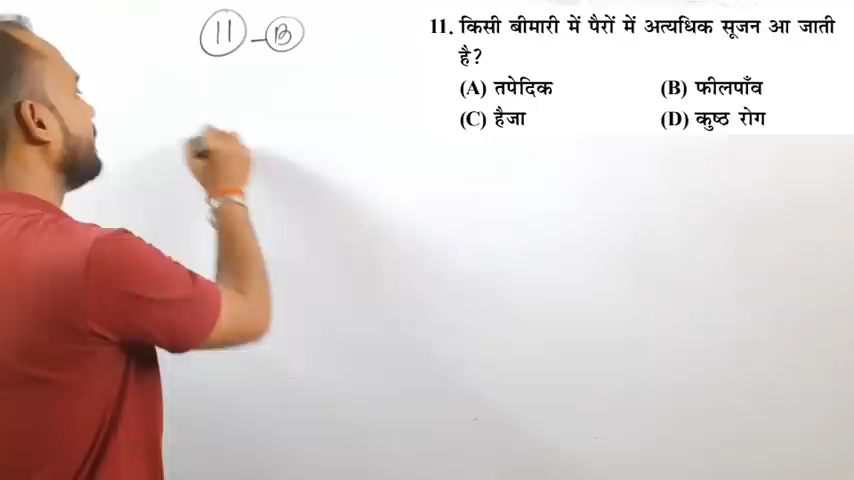 11 - B
11. किसी बीमारी में पैरों में अत्यधिक सूजन आ जाती
है?
(A) तपेदिक
(B) फीलपाँव
(C) हैजा
(D) कुष्ठ रोग